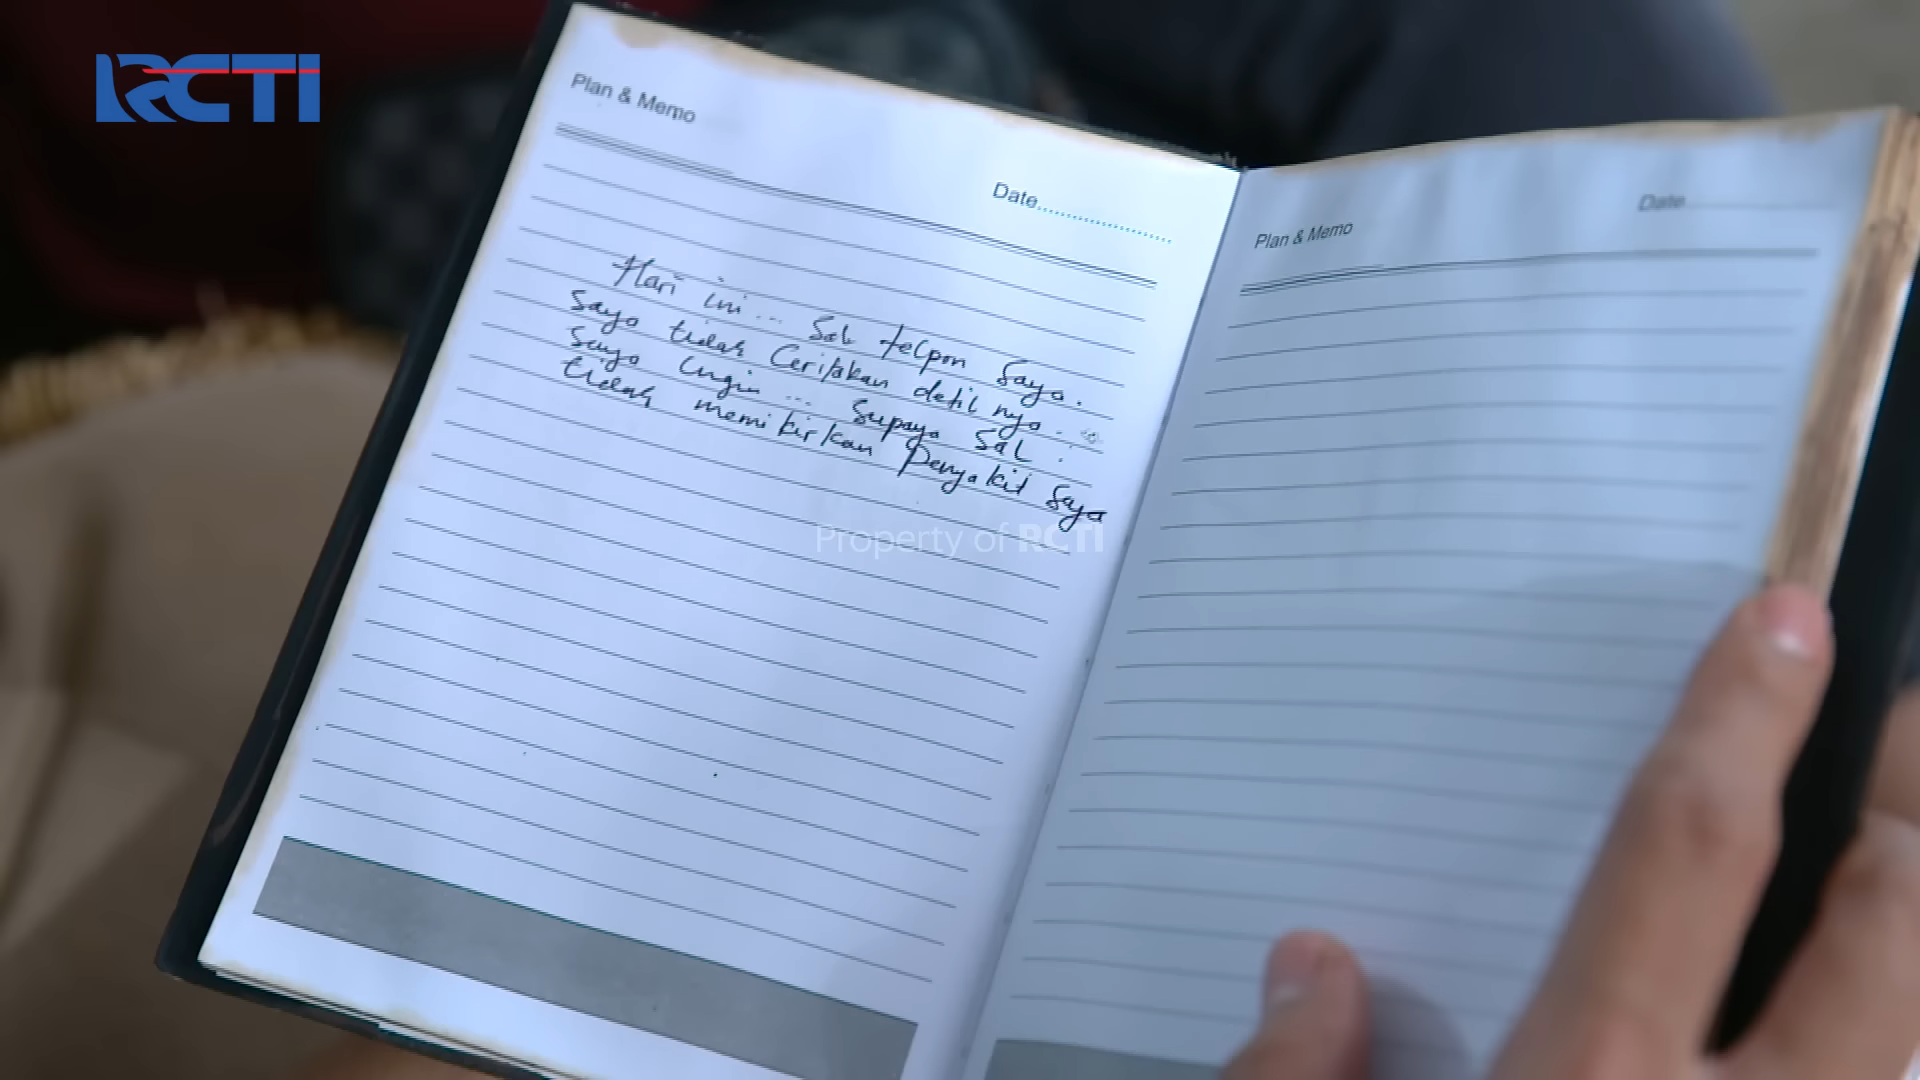 RCTI
Plan & Memo
Date
Hari ini... Sal telpon saya.
Saya tidak Ceritakan detil nya.
Saya Ingin... Supaya Sal
tidak memikirkan Penyakit Saya
Plan & Memo
Date
Property of RCTI